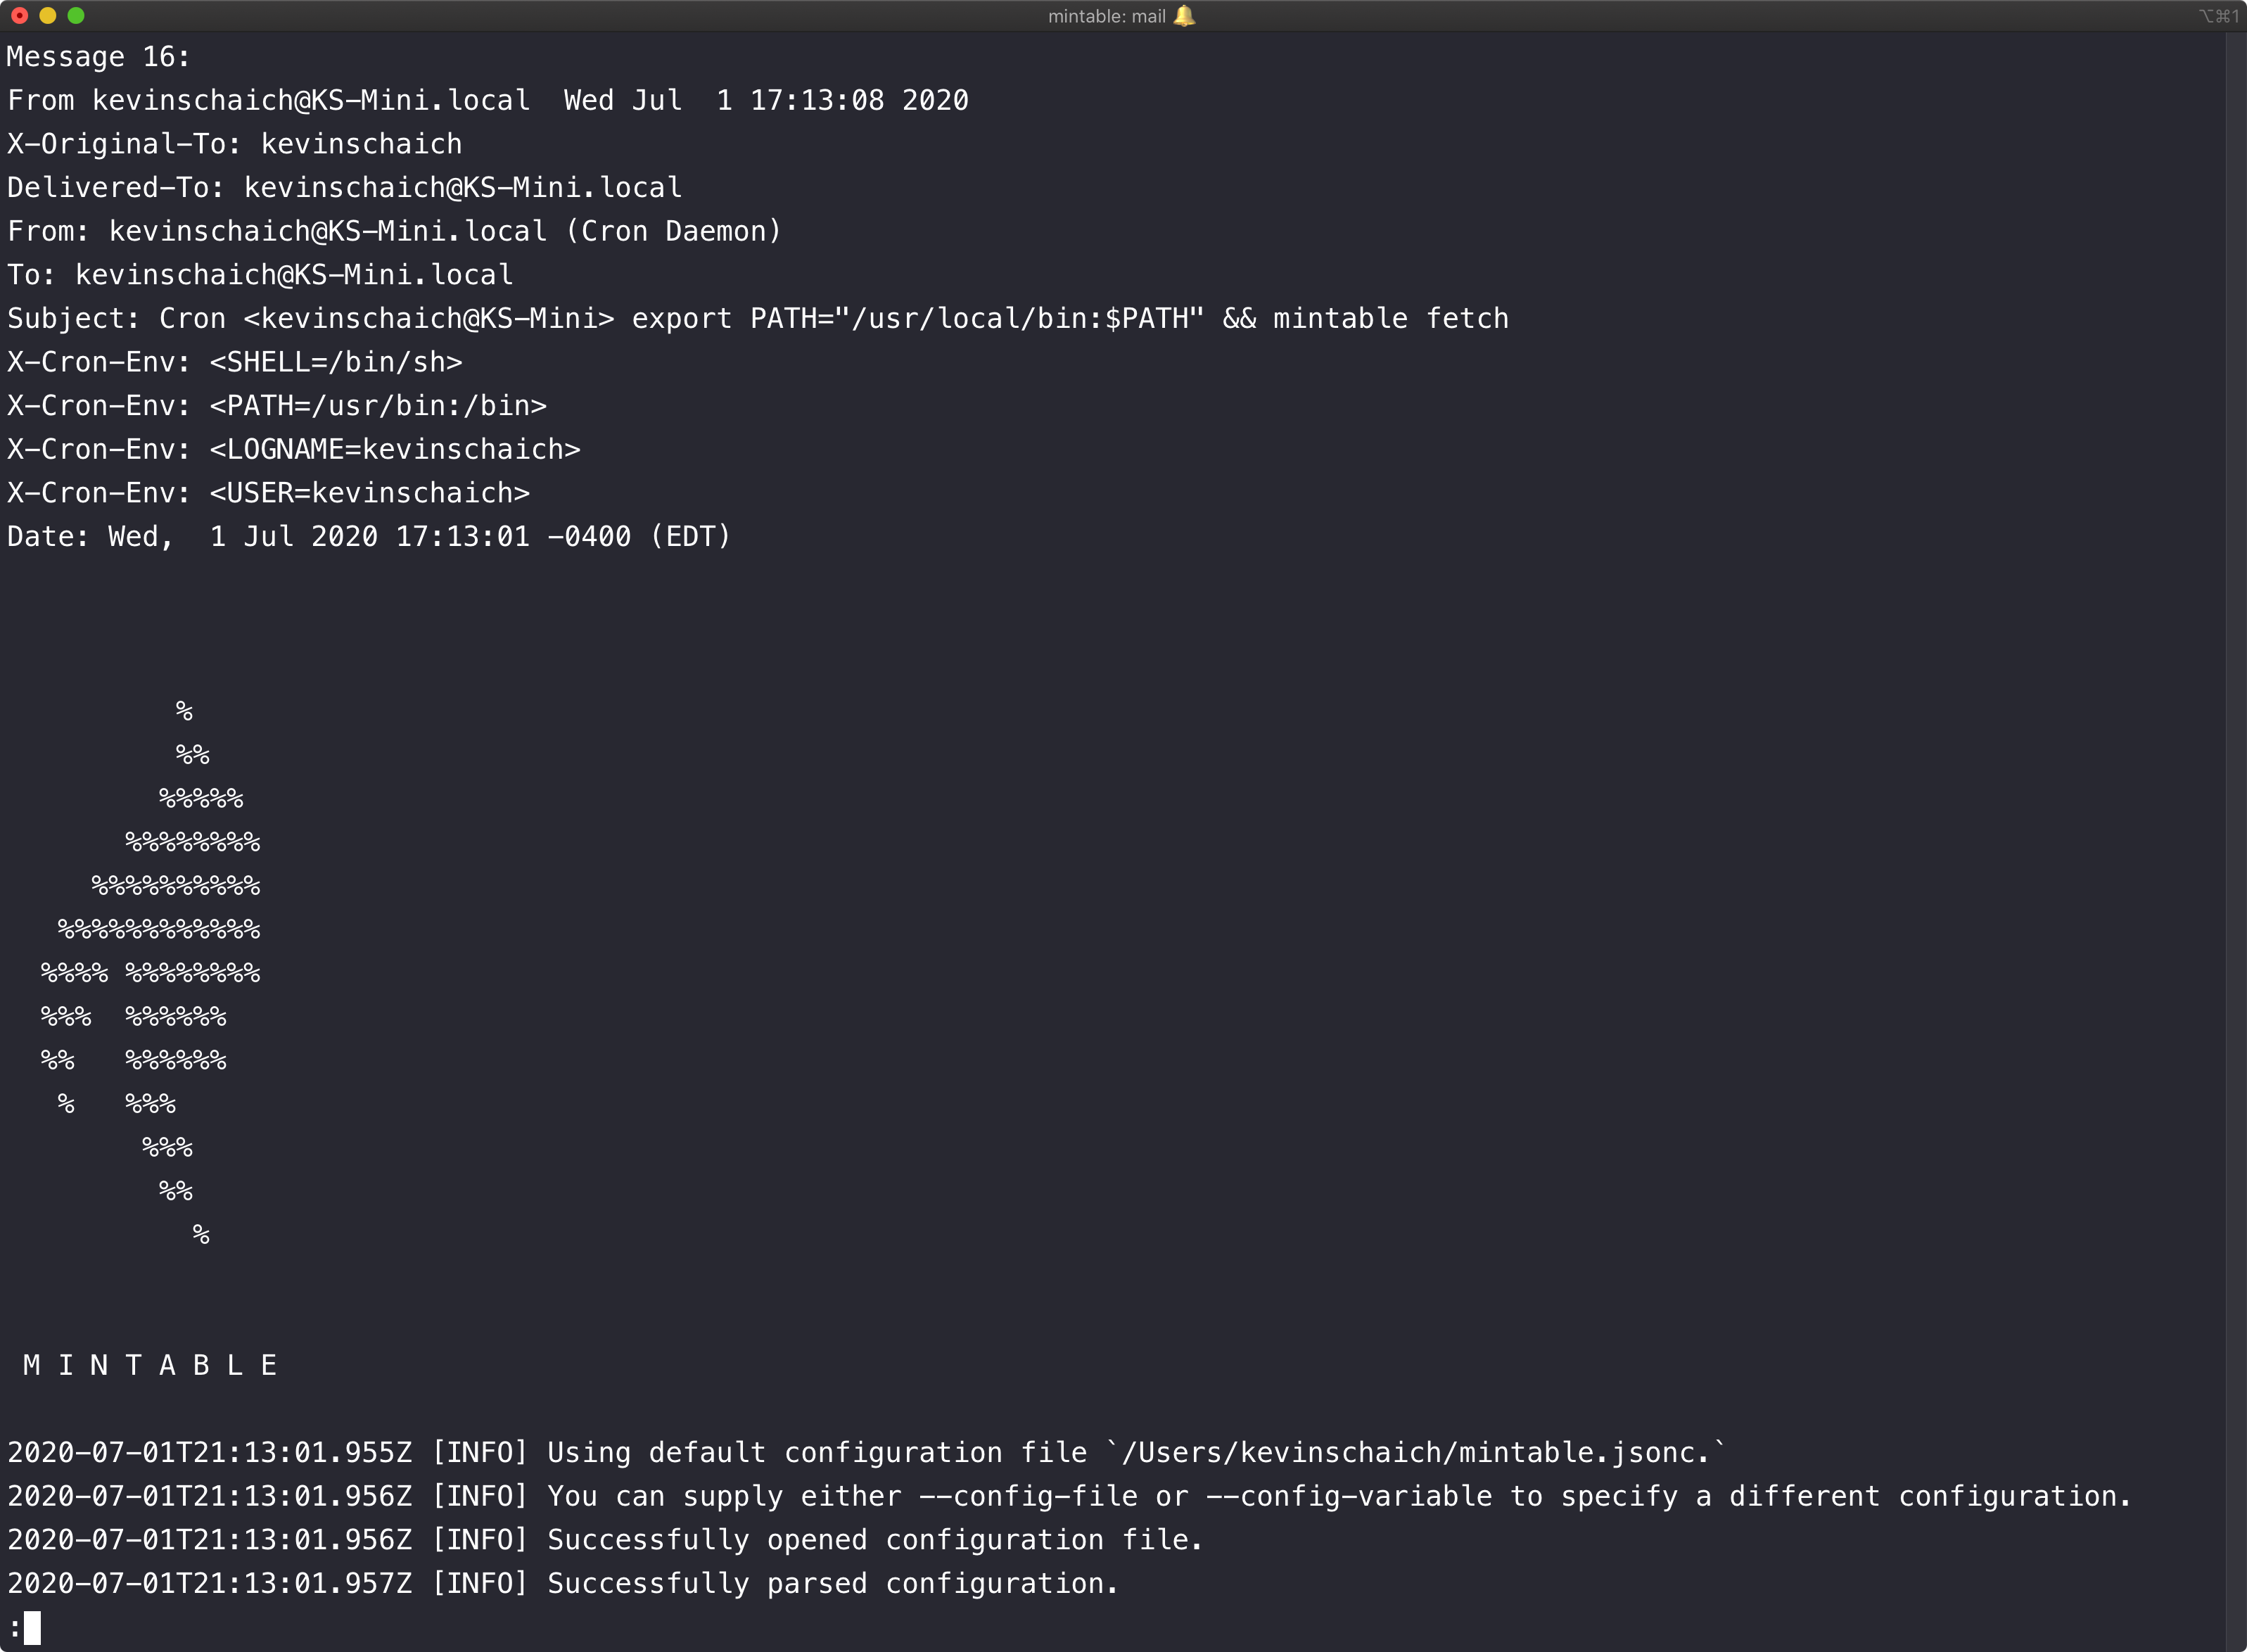 mintable: mail 🔔
⌥⌘1
Message 16:
From kevinschaich@KS-Mini.local  Wed Jul  1 17:13:08 2020
X-Original-To: kevinschaich
Delivered-To: kevinschaich@KS-Mini.local
From: kevinschaich@KS-Mini.local (Cron Daemon)
To: kevinschaich@KS-Mini.local
Subject: Cron <kevinschaich@KS-Mini> export PATH="/usr/local/bin:$PATH" && mintable fetch
X-Cron-Env: <SHELL=/bin/sh>
X-Cron-Env: <PATH=/usr/bin:/bin>
X-Cron-Env: <LOGNAME=kevinschaich>
X-Cron-Env: <USER=kevinschaich>
Date: Wed,  1 Jul 2020 17:13:01 -0400 (EDT)
          %
          %%
         %%%%%
       %%%%%%%%
     %%%%%%%%%%
   %%%%%%%%%%%%
  %%%% %%%%%%%%
  %%%  %%%%%%
  %%   %%%%%%
   %   %%%
        %%%
         %%
           %
 M I N T A B L E
2020-07-01T21:13:01.955Z [INFO] Using default configuration file `/Users/kevinschaich/mintable.jsonc.`
2020-07-01T21:13:01.956Z [INFO] You can supply either --config-file or --config-variable to specify a different configuration.
2020-07-01T21:13:01.956Z [INFO] Successfully opened configuration file.
2020-07-01T21:13:01.957Z [INFO] Successfully parsed configuration.
: